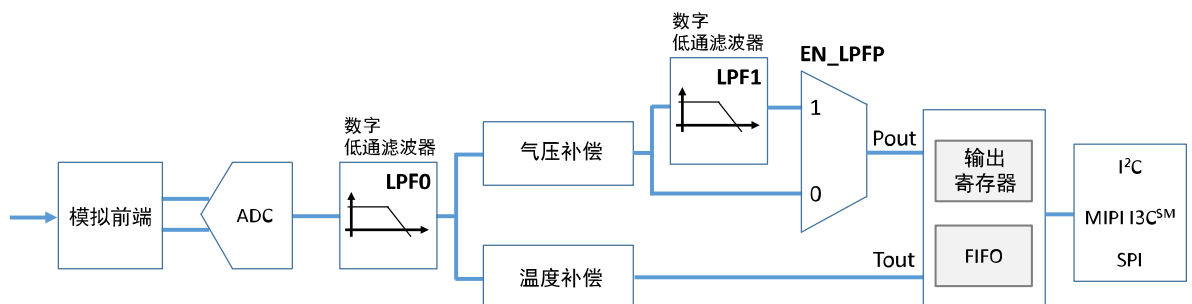 模拟前端
ADC
数字
低通滤波器
LPF0
气压补偿
温度补偿
数字
低通滤波器
LPF1
EN_LPFP
1
0
Pout
Tout
输出
寄存器
FIFO
I²C
MIPI I3Cˢᴹ
SPI